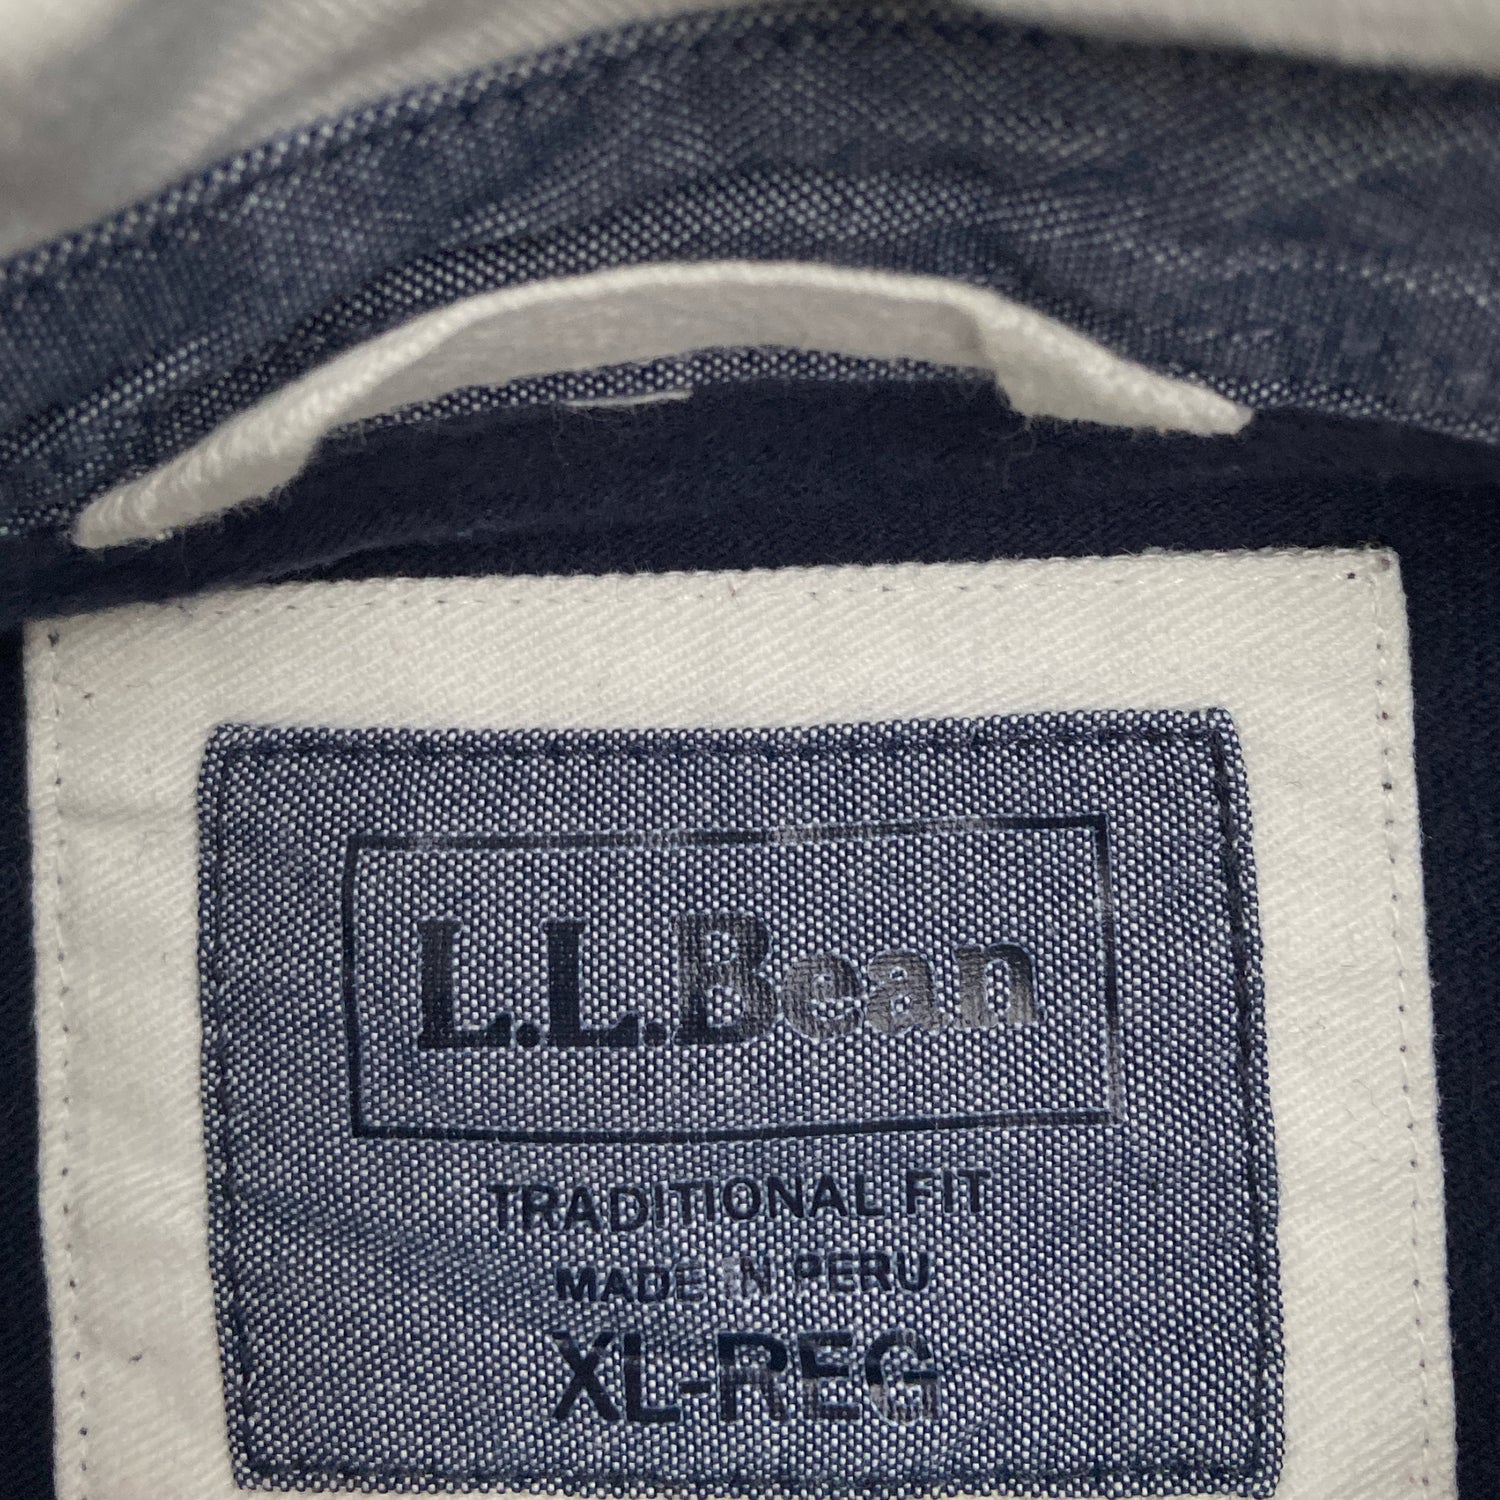 L.L.Bean
TRADITIONAL FIT
MADE IN PERU
XL-REG